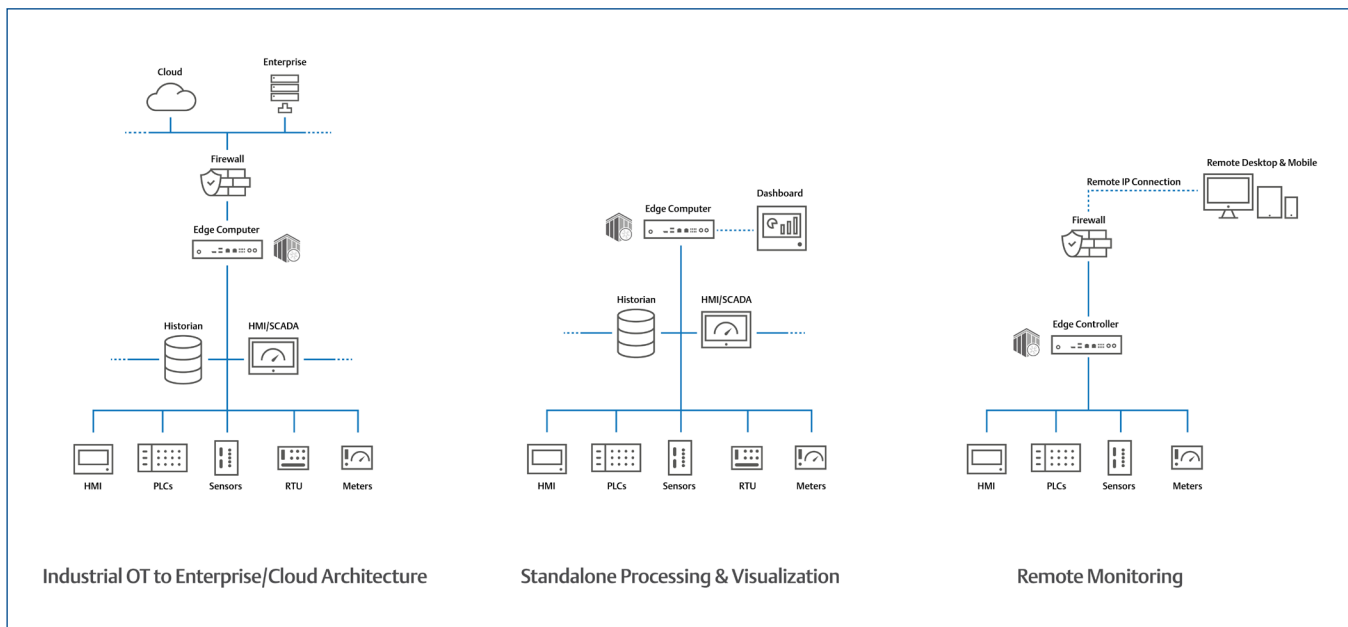 Cloud
Enterprise
Firewall
Edge Computer
Historian
HMI/SCADA
HMI
PLCs
Sensors
RTU
Meters
Industrial OT to Enterprise/Cloud Architecture
Edge Computer
Dashboard
Historian
HMI/SCADA
HMI
PLCs
Sensors
RTU
Meters
Standalone Processing & Visualization
Remote Desktop & Mobile
Remote IP Connection
Firewall
Edge Controller
HMI
PLCs
Sensors
Meters
Remote Monitoring